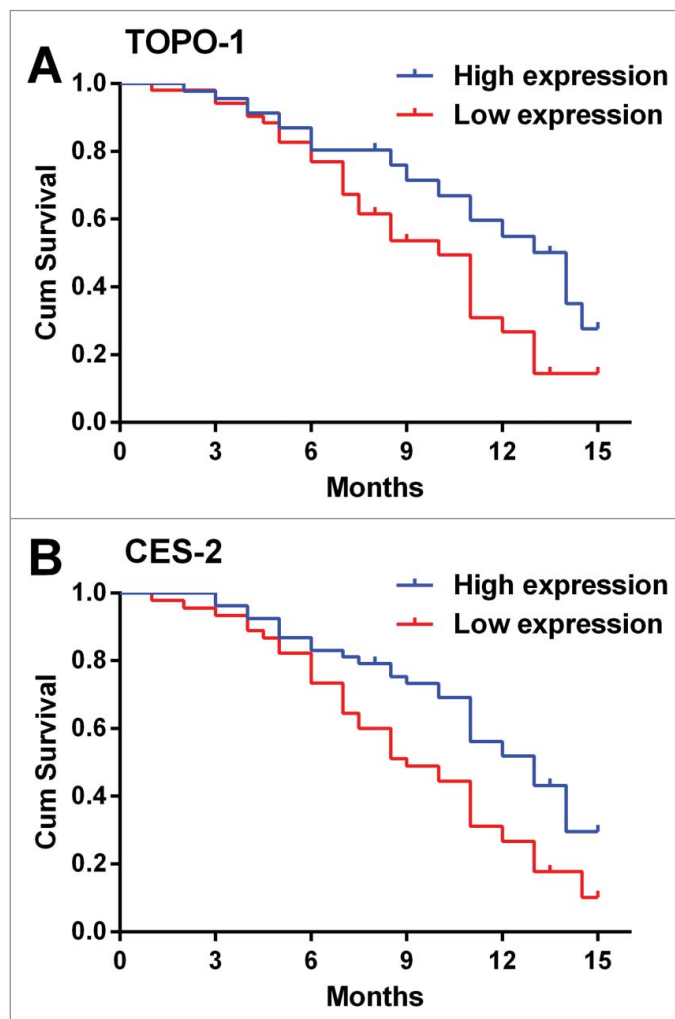 A
TOPO-1
High expression
Low expression
1.0
0.8
0.6
0.4
0.2
0.0
Cum Survival
0 3 6 9 12 15
Months
B
CES-2
High expression
Low expression
1.0
0.8
0.6
0.4
0.2
0.0
Cum Survival
0 3 6 9 12 15
Months